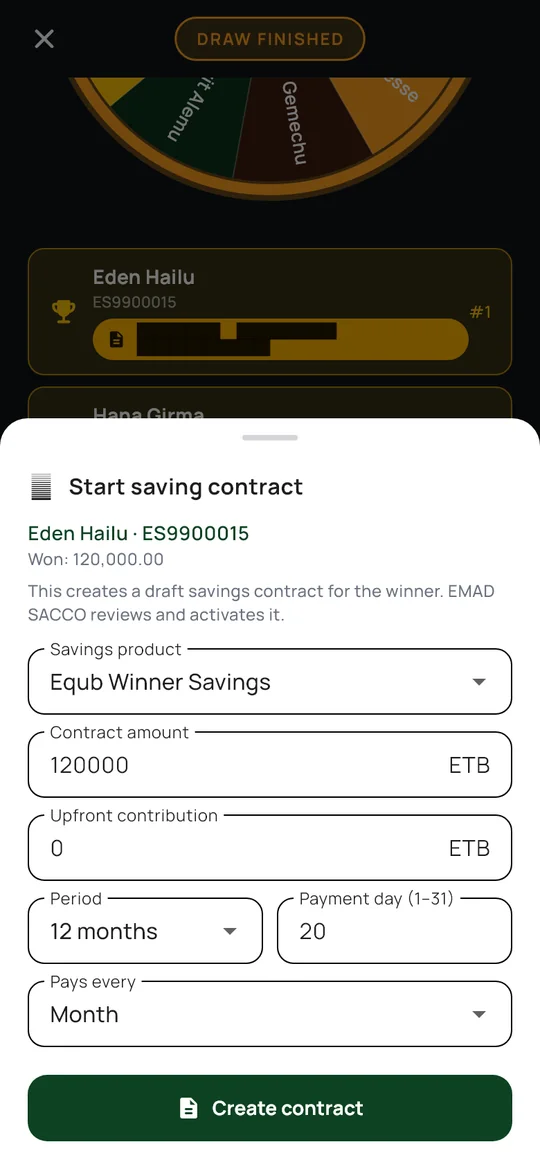 DRAW FINISHED
it Alemu
Gemechu
sse
Eden Hailu
ES9900015
#1
Hana Girma
Start saving contract
Eden Hailu · ES9900015
Won: 120,000.00
This creates a draft savings contract for the winner. EMAD
SACCO reviews and activates it.
Savings product
Equb Winner Savings
Contract amount
120000 ETB
Upfront contribution
0 ETB
Period
12 months
Payment day (1–31)
20
Pays every
Month
Create contract